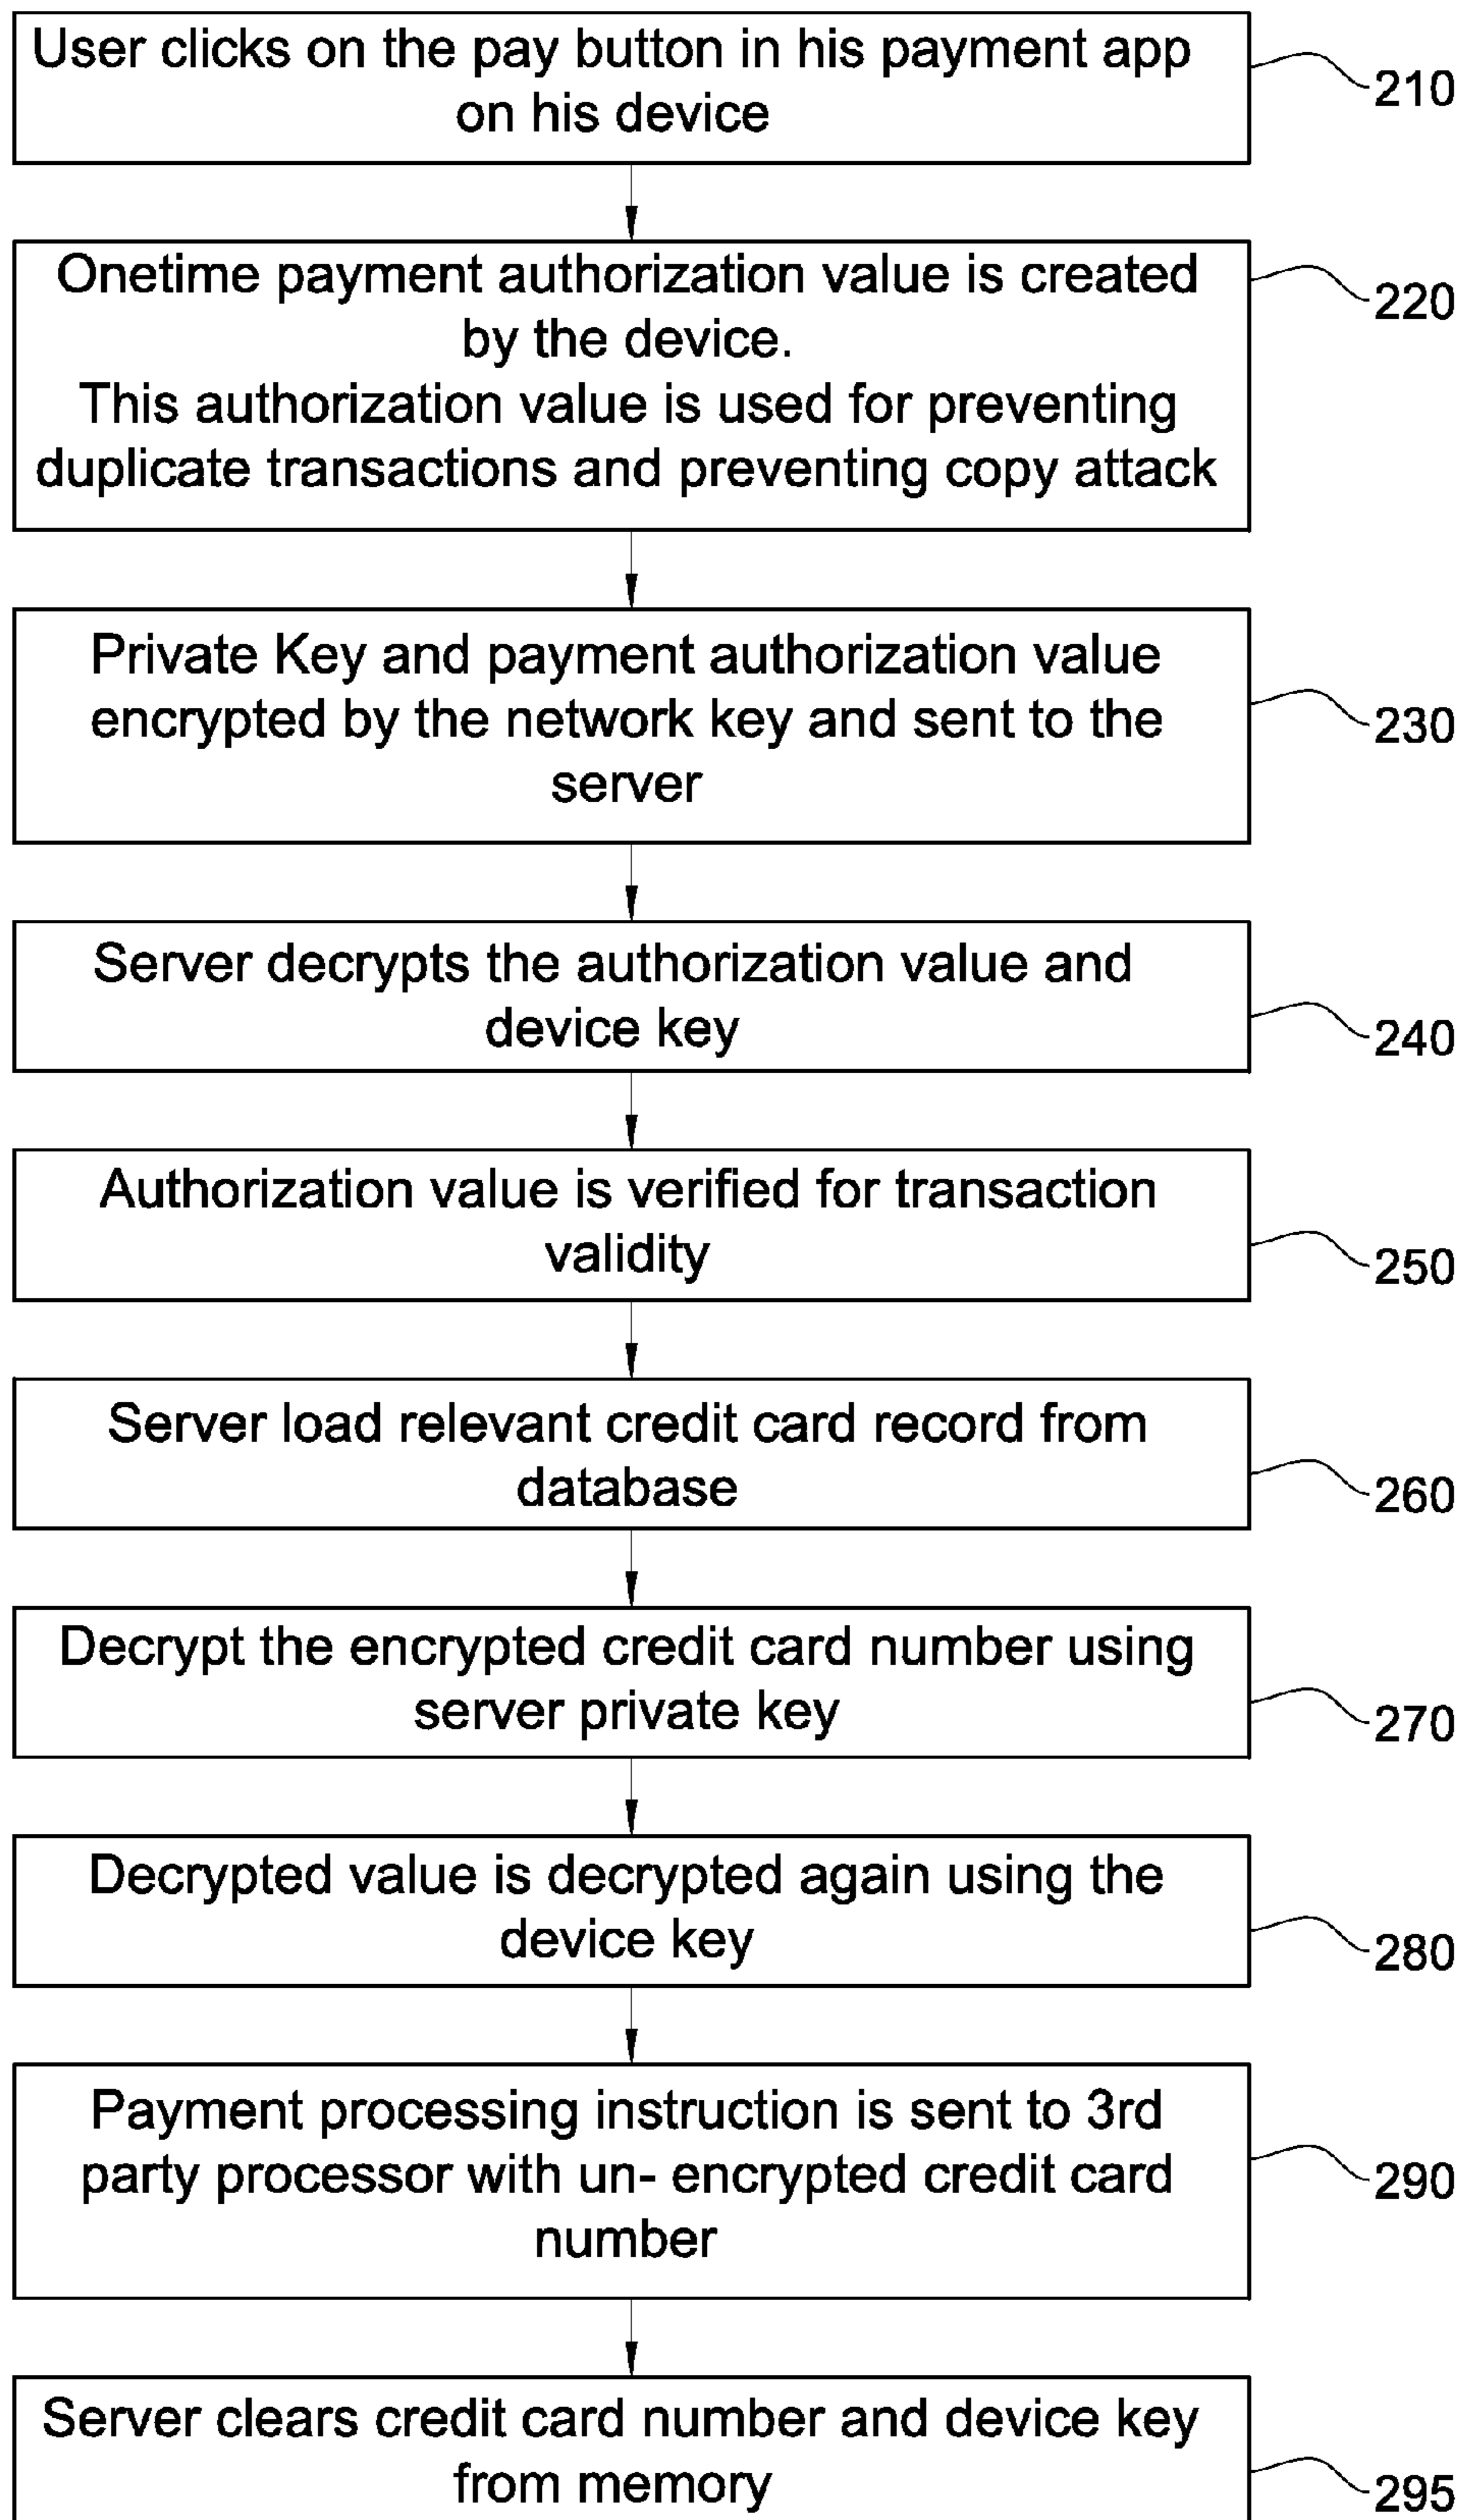 User clicks on the pay button in his payment app
on his device
210
Onetime payment authorization value is created
by the device.
This authorization value is used for preventing
duplicate transactions and preventing copy attack
220
Private Key and payment authorization value
encrypted by the network key and sent to the
server
230
Server decrypts the authorization value and
device key
240
Authorization value is verified for transaction
validity
250
Server load relevant credit card record from
database
260
Decrypt the encrypted credit card number using
server private key
270
Decrypted value is decrypted again using the
device key
280
Payment processing instruction is sent to 3rd
party processor with un- encrypted credit card
number
290
Server clears credit card number and device key
from memory
295